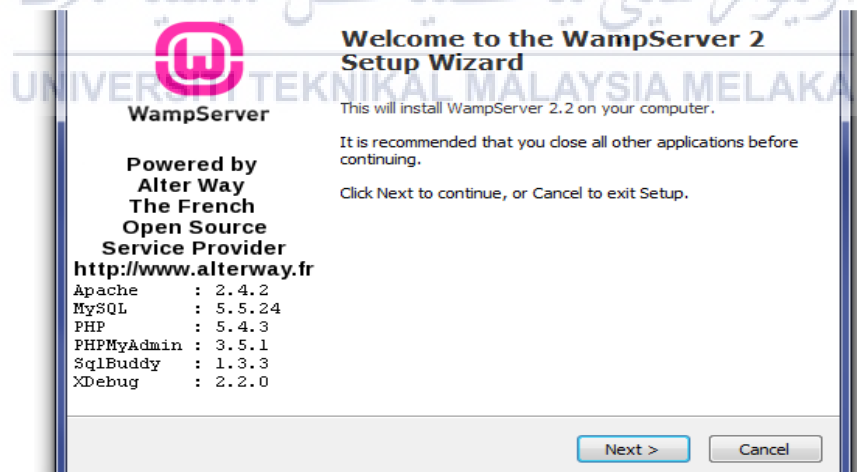 UNIVERSITI TEKNIKAL MALAYSIA MELAKA
WampServer
Powered by
Alter Way
The French
Open Source
Service Provider
http://www.alterway.fr
Apache : 2.4.2
MySQL : 5.5.24
PHP : 5.4.3
PHPMyAdmin : 3.5.1
SqlBuddy : 1.3.3
XDebug : 2.2.0
Welcome to the WampServer 2
Setup Wizard
This will install WampServer 2.2 on your computer.
It is recommended that you close all other applications before
continuing.
Click Next to continue, or Cancel to exit Setup.
Next >
Cancel